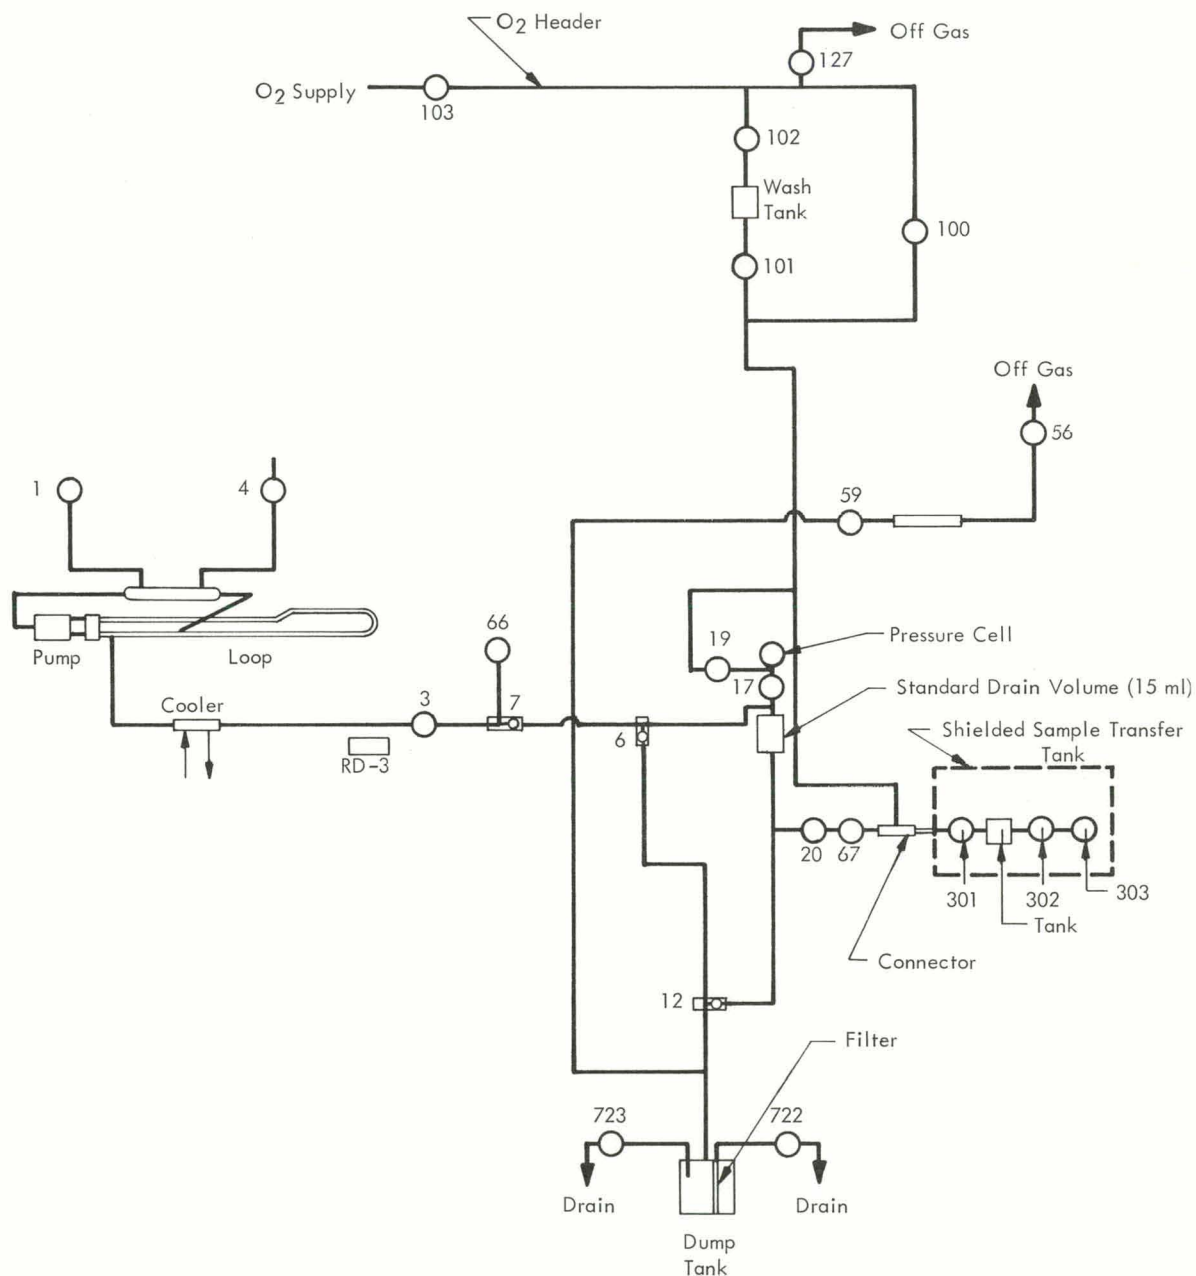 O2 Header
Off Gas
127
O2 Supply
103
102
Wash
Tank
100
101
Off Gas
56
1
4
59
66
19
Pressure Cell
Pump
Loop
17
Standard Drain Volume (15 ml)
Cooler
3
7
6
Shielded Sample Transfer
Tank
RD-3
20
67
301
302
303
Tank
Connector
12
Filter
723
722
Drain
Drain
Dump
Tank